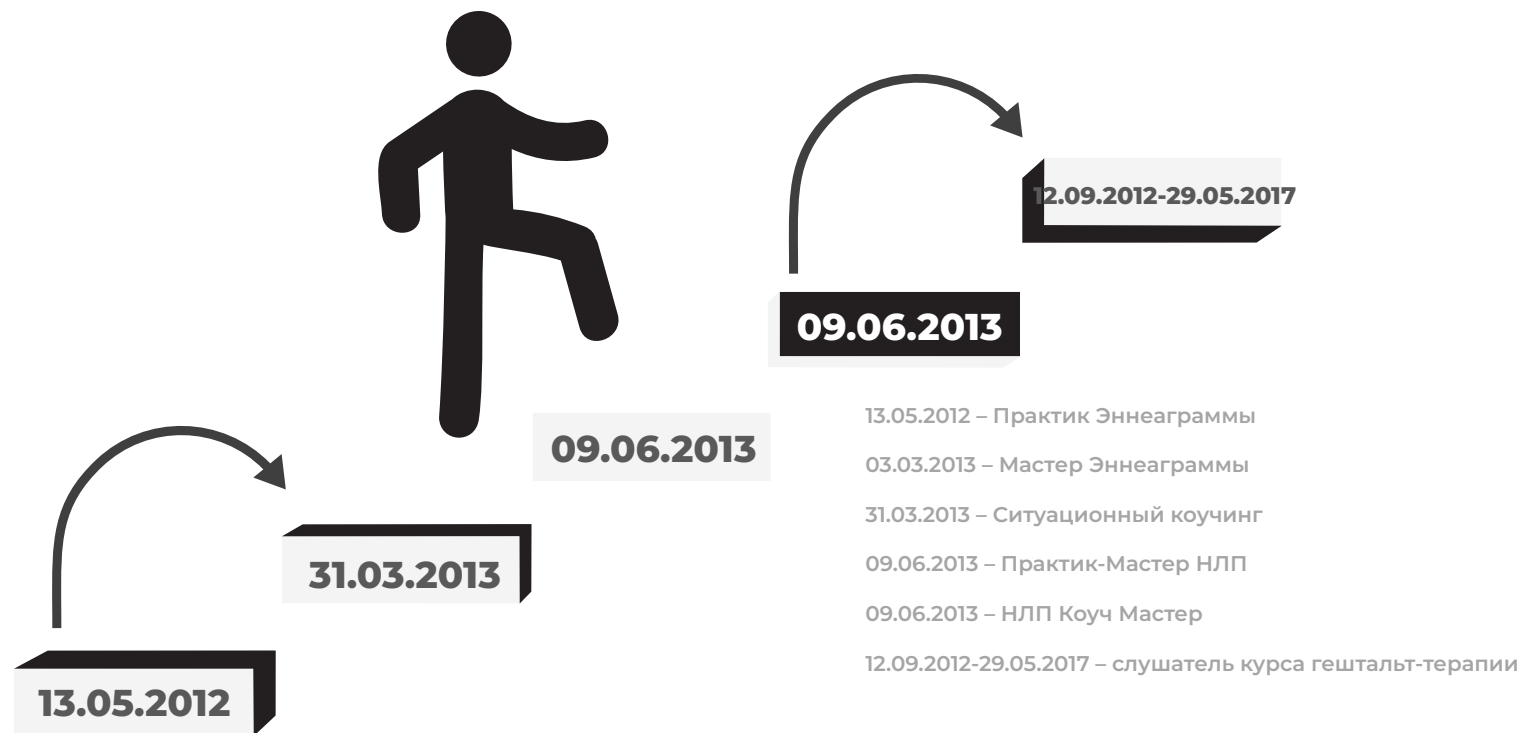 12.09.2012-29.05.2017
09.06.2013
13.05.2012 – Практик Эннеаграммы
09.06.2013
03.03.2013 – Мастер Эннеаграммы
31.03.2013 – Ситуационный коучинг
31.03.2013
09.06.2013 – Практик-Мастер НЛП
09.06.2013 – НЛП Коуч Мастер
12.09.2012-29.05.2017 – слушатель курса гештальт-терапии
13.05.2012